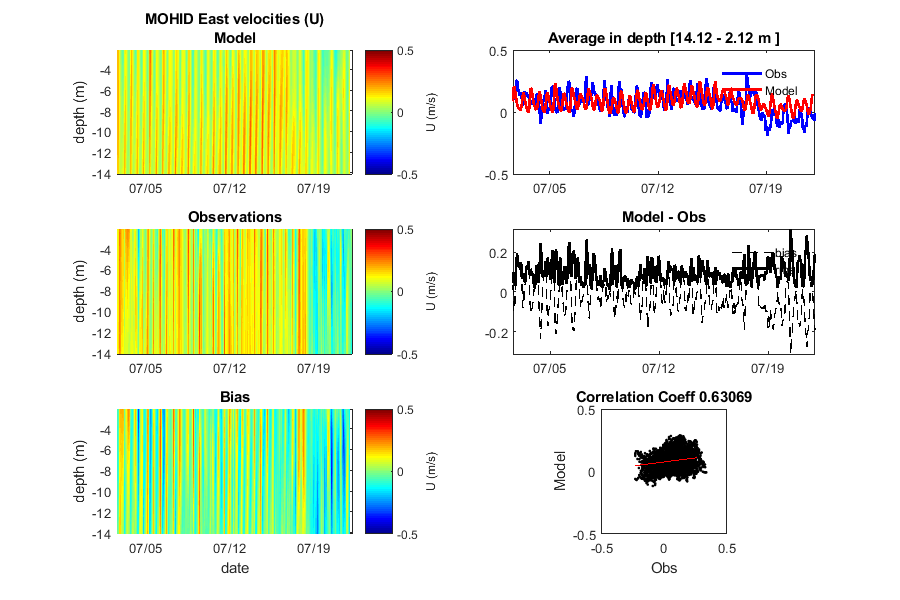 MOHID East velocities (U)
Model
depth (m)
-4
-6
-8
-10
-12
-14
07/05
07/12
07/19
0.5
0
-0.5
U (m/s)
Average in depth [14.12 - 2.12 m ]
0.5
0
-0.5
07/05
07/12
07/19
Obs
Model
Observations
depth (m)
-4
-6
-8
-10
-12
-14
07/05
07/12
07/19
0.5
0
-0.5
U (m/s)
Model - Obs
0.2
0
-0.2
07/05
07/12
07/19
bias
Bias
depth (m)
-4
-6
-8
-10
-12
-14
07/05
07/12
07/19
date
0.5
0
-0.5
U (m/s)
Correlation Coeff 0.63069
Model
0.5
0
-0.5
-0.5
0
0.5
Obs